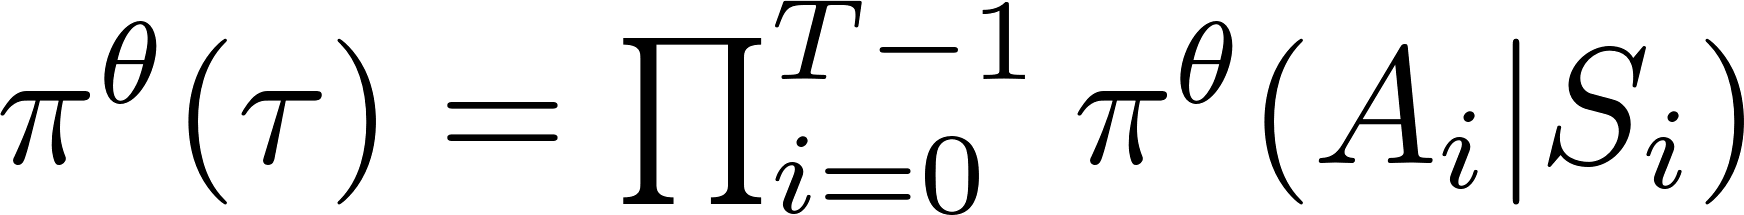 π^θ(τ) = ∏_{i=0}^{T−1} π^θ(A_i|S_i)